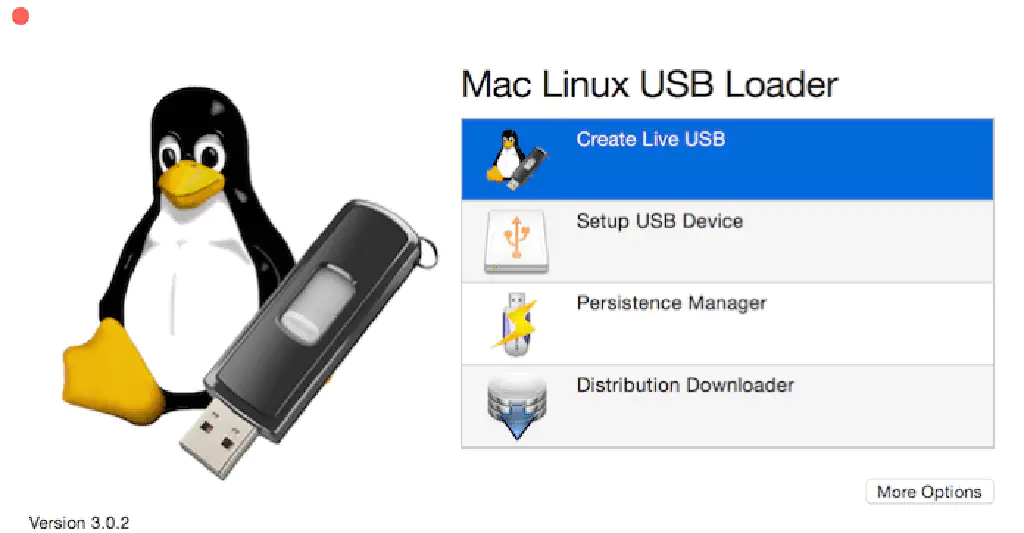 Mac Linux USB Loader
Create Live USB
Setup USB Device
Persistence Manager
Distribution Downloader
More Options
Version 3.0.2